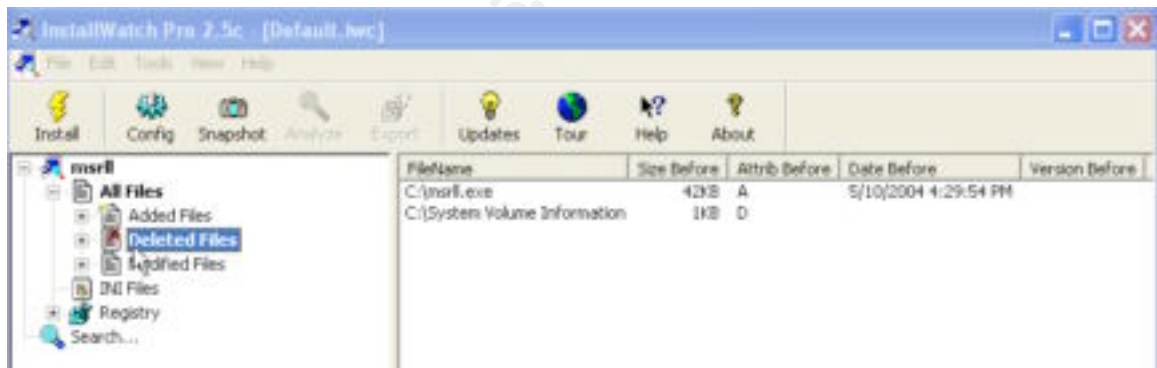 InstallWatch Pro 2.5c - [Default.iwc]
File Edit Tools View Help
Install Config Snapshot Analyze Export Updates Tour Help About
msrll
All Files
Added Files
Deleted Files
Modified Files
INI Files
Registry
Search...
FileName Size Before Attrib Before Date Before Version Before
C:\msrll.exe 42KB A 5/10/2004 4:29:54 PM
C:\System Volume Information 1KB D